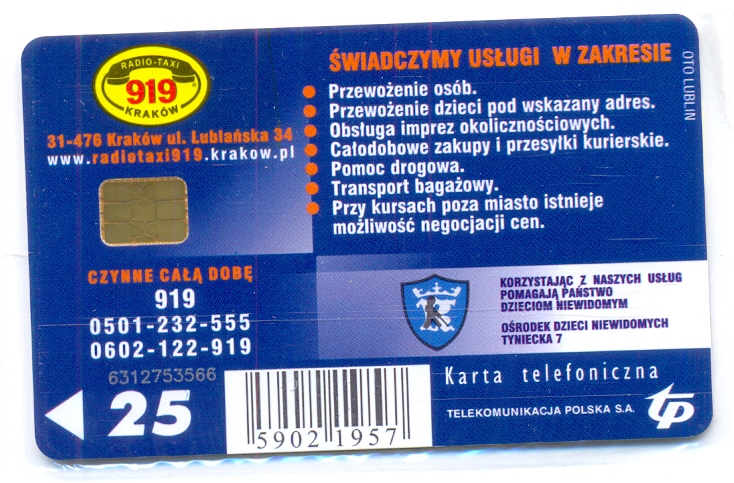 RADIO-TAXI
919
KRAKÓW
31-476 Kraków ul. Lublańska 34
www.radiotaxi919.krakow.pl
ŚWIADCZYMY USŁUGI W ZAKRESIE
Przewożenie osób.
Przewożenie dzieci pod wskazany adres.
Obsługa imprez okolicznościowych.
Całodobowe zakupy i przesyłki kurierskie.
Pomoc drogowa.
Transport bagażowy.
Przy kursach poza miasto istnieje
możliwość negocjacji cen.
OTO LUBLIN
CZYNNE CAŁĄ DOBĘ
919
0501-232-555
0602-122-919
KORZYSTAJĄC Z NASZYCH USŁUG
POMAGAJĄ PAŃSTWO
DZIECIOM NIEWIDOMYM
OŚRODEK DZIECI NIEWIDOMYCH
TYNIECKA 7
6312753566
25
5902 1957
Karta telefoniczna
TELEKOMUNIKACJA POLSKA S.A.
tp